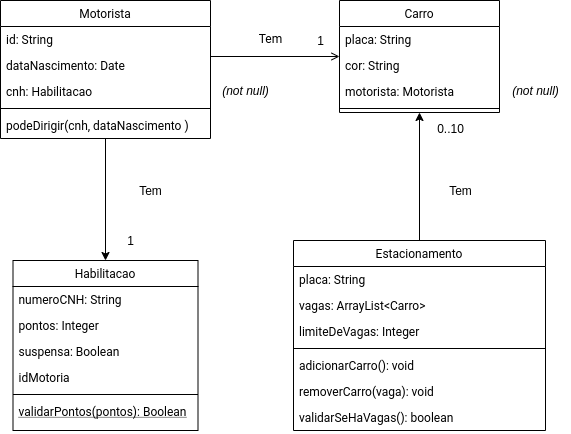 Motorista
id: String
dataNascimento: Date
cnh: Habilitacao
(not null)
podeDirigir(cnh, dataNascimento )
Tem
1
Carro
placa: String
cor: String
motorista: Motorista
(not null)
0..10
Tem
Tem
1
Habilitacao
numeroCNH: String
pontos: Integer
suspensa: Boolean
idMotoria
validarPontos(pontos): Boolean
Estacionamento
placa: String
vagas: ArrayList<Carro>
limiteDeVagas: Integer
adicionarCarro(): void
removerCarro(vaga): void
validarSeHaVagas(): boolean